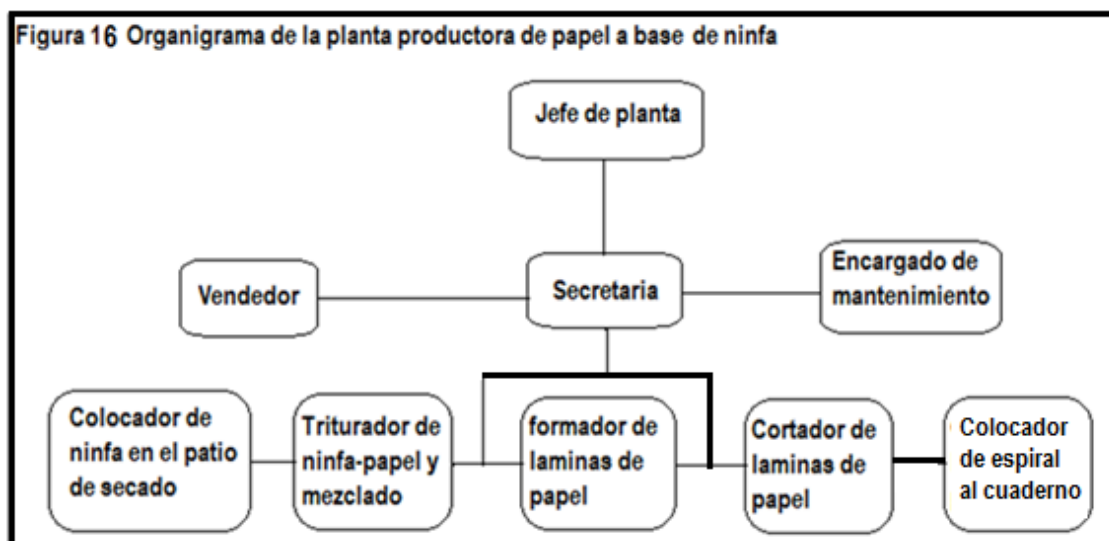 Figura 16 Organigrama de la planta productora de papel a base de ninfa
Jefe de planta
Vendedor
Secretaria
Encargado de
mantenimiento
Colocador de
ninfa en el patio
de secado
Triturador de
ninfa-papel y
mezclado
formador de
laminas de
papel
Cortador de
laminas de
papel
Colocador
de espiral
al cuaderno